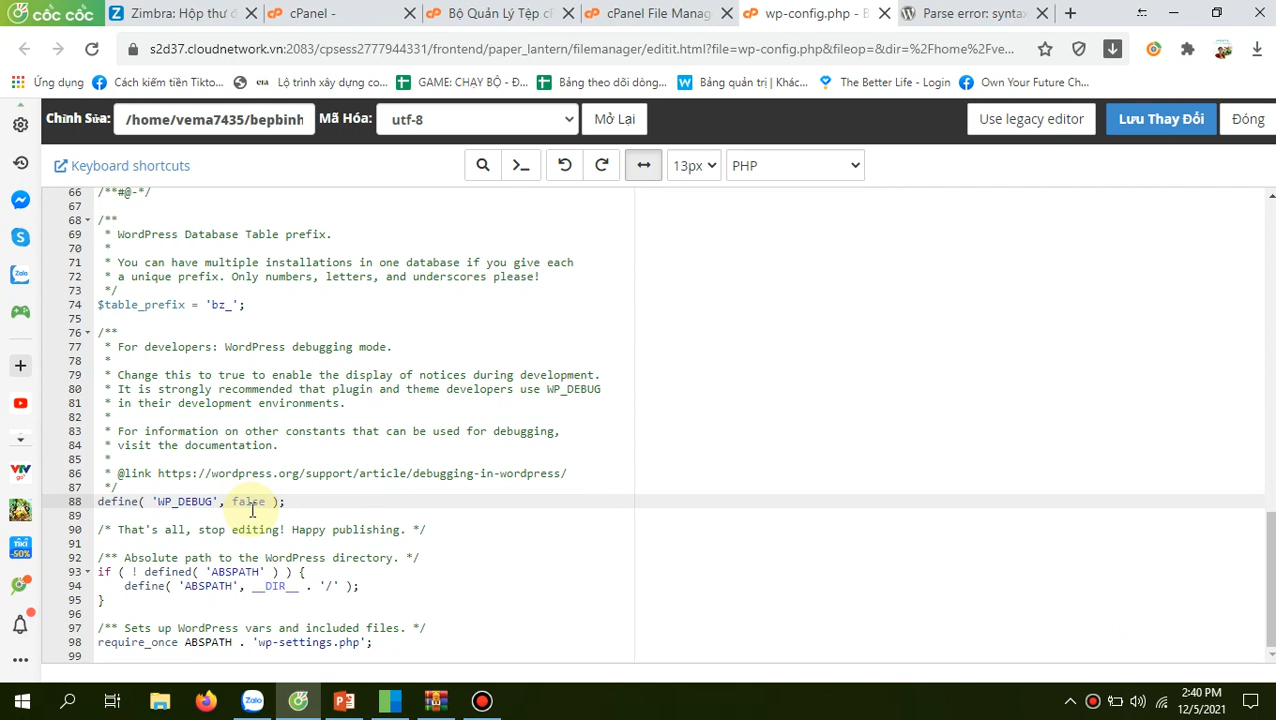 CỐC CỐC
Zimbra: Hộp thư đ
cPanel -
Bộ Quản Lý Tệp cP
cPanel File Manag
wp-config.php - B
Parse error: syntax
s2d37.cloudnetwork.vn:2083/cpsess2777944331/frontend/paper_lantern/filemanager/editit.html?file=wp-config.php&fileop=&dir=%2Fhome%2Fve...
Ứng dụng
Cách kiếm tiền Tikto...
Lộ trình xây dựng co...
GAME: CHẠY BỘ - Đ...
Bảng theo dõi dòng...
Bảng quản trị | Khác...
The Better Life - Login
Own Your Future Ch...
Chỉnh Sửa:
/home/vema7435/bepbinh
Mã Hóa:
utf-8
Mở Lại
Use legacy editor
Lưu Thay Đổi
Đóng
Keyboard shortcuts
13px
PHP
66 /**#@-*/
67
68 /**
69 * WordPress Database Table prefix.
70 *
71 * You can have multiple installations in one database if you give each
72 * a unique prefix. Only numbers, letters, and underscores please!
73 */
74 $table_prefix = 'bz_';
75
76 /**
77 * For developers: WordPress debugging mode.
78 *
79 * Change this to true to enable the display of notices during development.
80 * It is strongly recommended that plugin and theme developers use WP_DEBUG
81 * in their development environments.
82 *
83 * For information on other constants that can be used for debugging,
84 * visit the documentation.
85 *
86 * @link https://wordpress.org/support/article/debugging-in-wordpress/
87 */
88 define( 'WP_DEBUG', false );
89
90 /* That's all, stop editing! Happy publishing. */
91
92 /** Absolute path to the WordPress directory. */
93 if ( ! defined( 'ABSPATH' ) ) {
94 define( 'ABSPATH', __DIR__ . '/' );
95 }
96
97 /** Sets up WordPress vars and included files. */
98 require_once ABSPATH . 'wp-settings.php';
99
Zalo
VTV
go
TIKI
-50%
Zalo
2:40 PM
12/5/2021